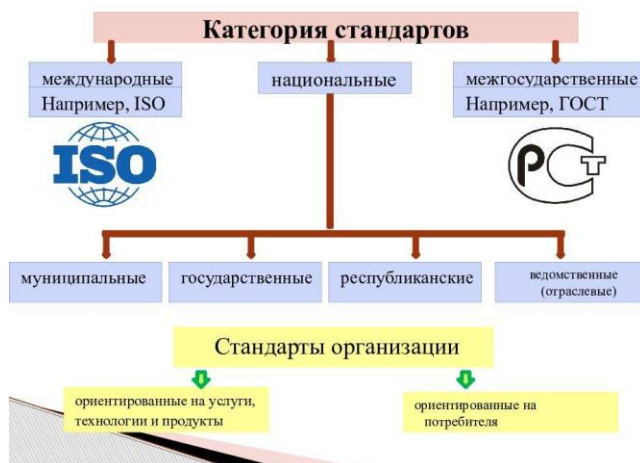 Категория стандартов
международные
Например, ISO
национальные
межгосударственные
Например, ГОСТ
ISO
РСТ
муниципальные
государственные
республиканские
ведомственные
(отраслевые)
Стандарты организации
ориентированные на услуги,
технологии и продукты
ориентированные на
потребителя